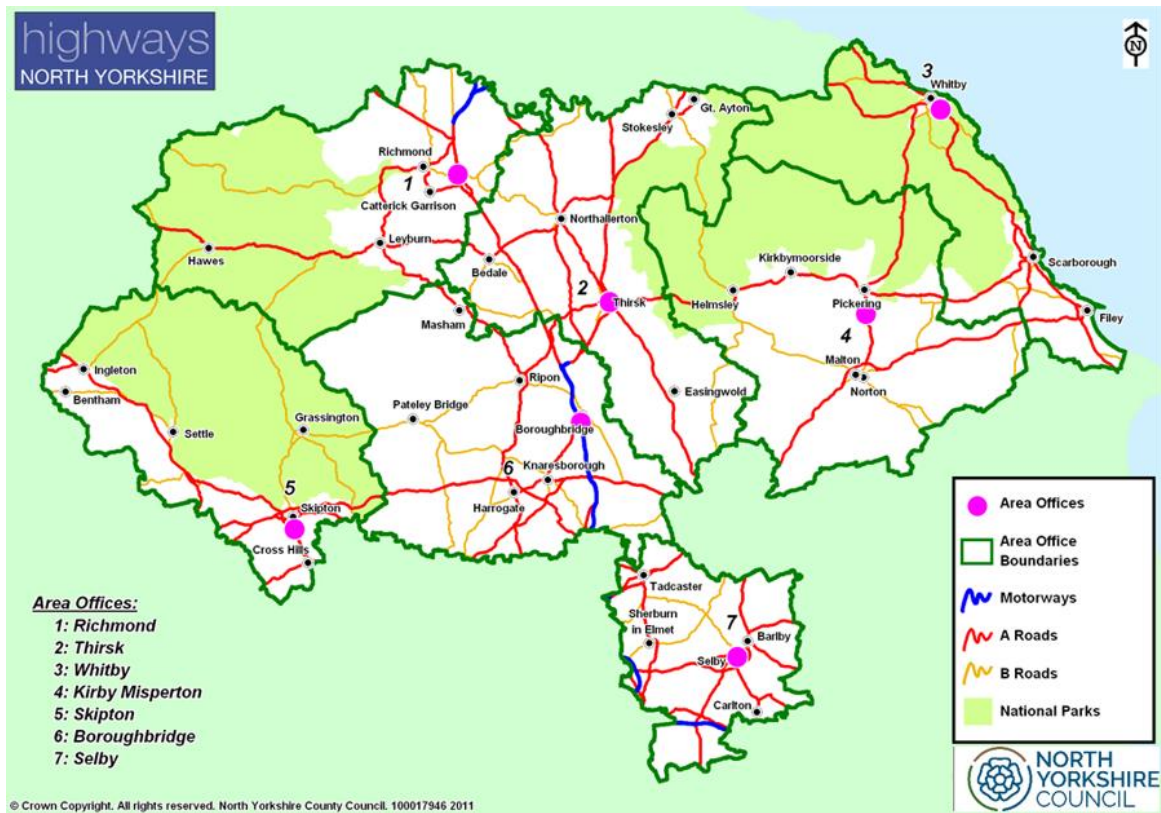 highways
NORTH YORKSHIRE
N
3
Whitby
Gt. Ayton
Stokesley
Richmond
1
Catterick Garrison
Northallerton
Leyburn
Hawes
Bedale
Kirkbymoorside
Scarborough
2
Thirsk
Helmsley
Pickering
Masham
4
Filey
Malton
Norton
Ingleton
Bentham
Ripon
Easingwold
Pateley Bridge
Grassington
Settle
Boroughbridge
Knaresborough
6
Harrogate
5
Skipton
Cross Hills
Tadcaster
Sherburn
in Elmet
7
Barlby
Selby
Carlton
Area Offices:
1: Richmond
2: Thirsk
3: Whitby
4: Kirby Misperton
5: Skipton
6: Boroughbridge
7: Selby
Area Offices
Area Office
Boundaries
Motorways
A Roads
B Roads
National Parks
NORTH
YORKSHIRE
COUNCIL
© Crown Copyright. All rights reserved. North Yorkshire County Council. 100017946 2011